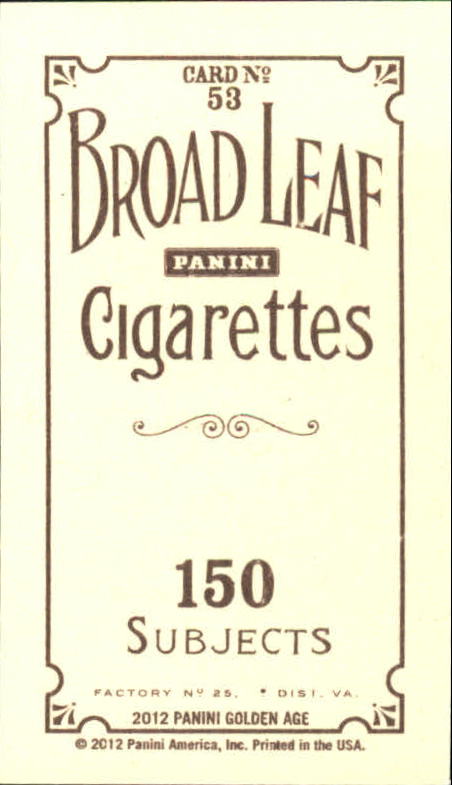 CARD Nº
53
BROAD LEAF
PANINI
Cigarettes
150
SUBJECTS
FACTORY Nº 25. • DIST. VA.
2012 PANINI GOLDEN AGE
© 2012 Panini America, Inc. Printed in the USA.